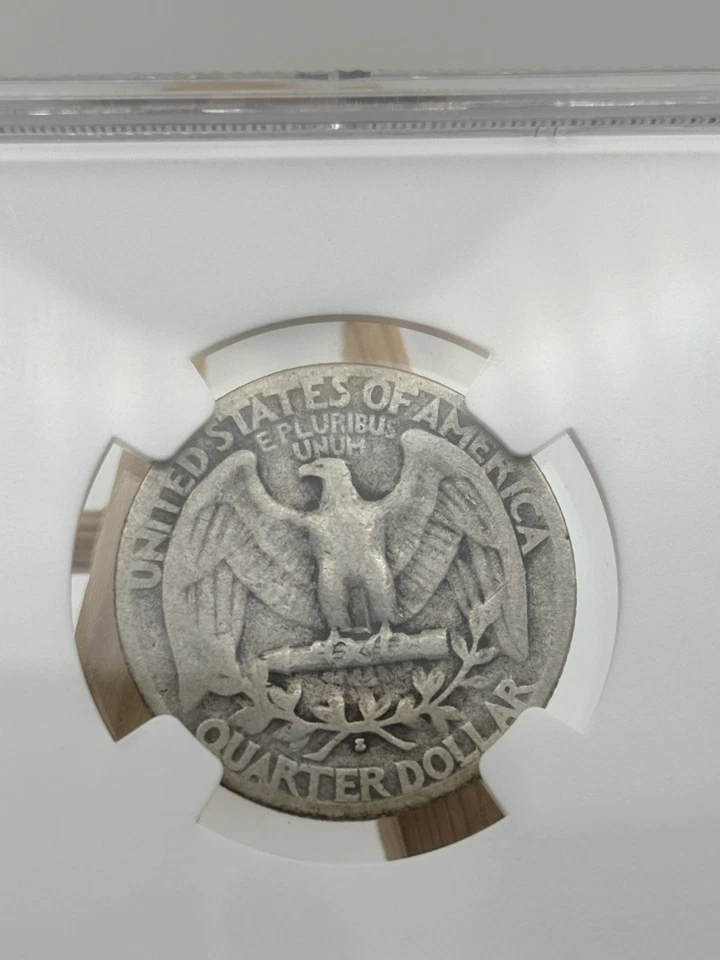 UNITED STATES OF AMERICA
E PLURIBUS
UNUM
S
QUARTER DOLLAR